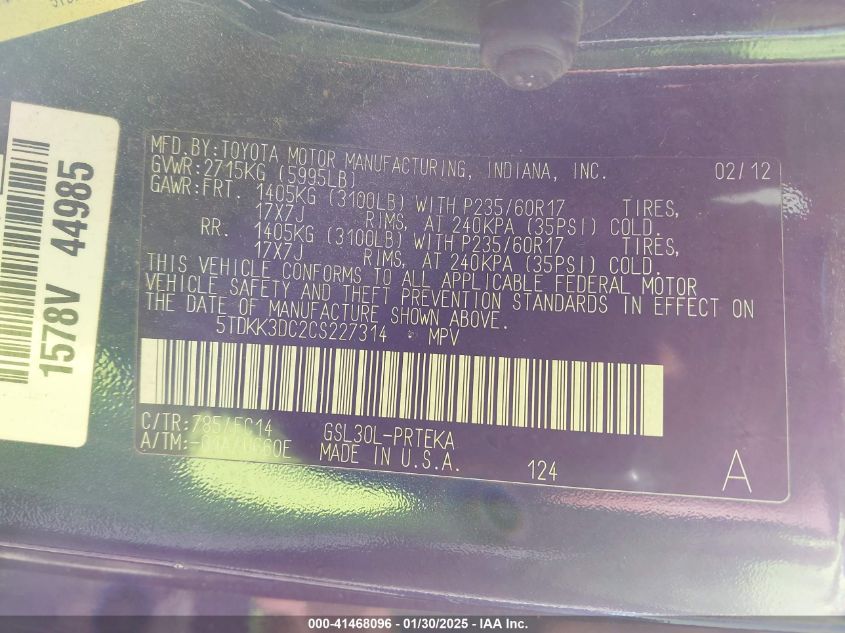 1578V 44985
MFD.BY:TOYOTA MOTOR MANUFACTURING, INDIANA, INC. 02/12
GVWR:2715KG (5995LB)
GAWR:FRT. 1405KG (3100LB) WITH P235/60R17 TIRES,
17X7J RIMS, AT 240KPA (35PSI) COLD.
RR. 1405KG (3100LB) WITH P235/60R17 TIRES,
17X7J RIMS, AT 240KPA (35PSI) COLD.
THIS VEHICLE CONFORMS TO ALL APPLICABLE FEDERAL MOTOR
VEHICLE SAFETY AND THEFT PREVENTION STANDARDS IN EFFECT ON
THE DATE OF MANUFACTURE SHOWN ABOVE.
5TDKK3DC2CS227314 · MPV
C/TR:785/FC14 GSL30L-PRTEKA
A/TM: MADE IN U.S.A. 124 A
000-41468096 — 01/30/2025 — IAA Inc.